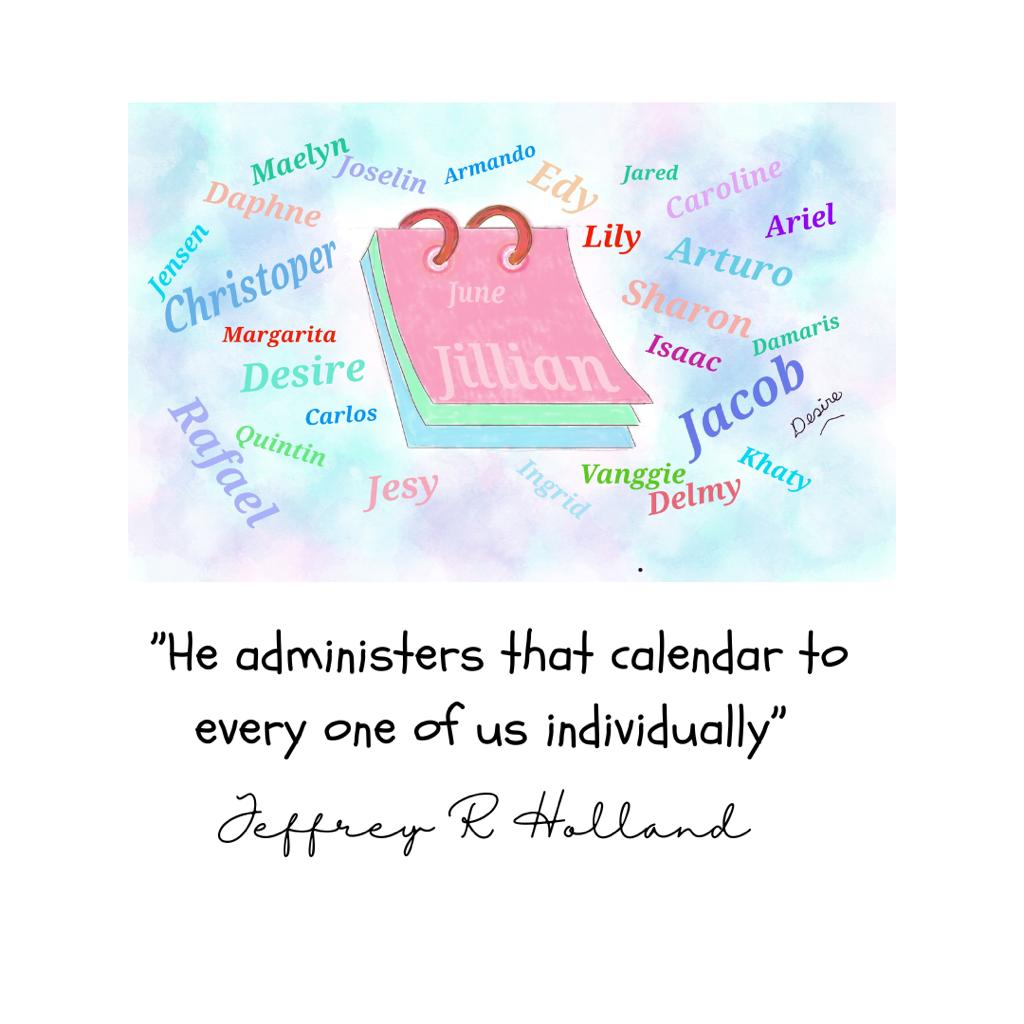 Maelyn
Joselin
Armando
Edy
Jared
Caroline
Daphne
Ariel
Jensen
Lily
Christoper
Arturo
June
Sharon
Margarita
Damaris
Isaac
Jillian
Desire
Jacob
Carlos
Desire
Rafael
Quintin
Jesy
Ingrid
Vanggie
Khaty
Delmy
"He administers that calendar to
every one of us individually"
Jeffrey R Holland